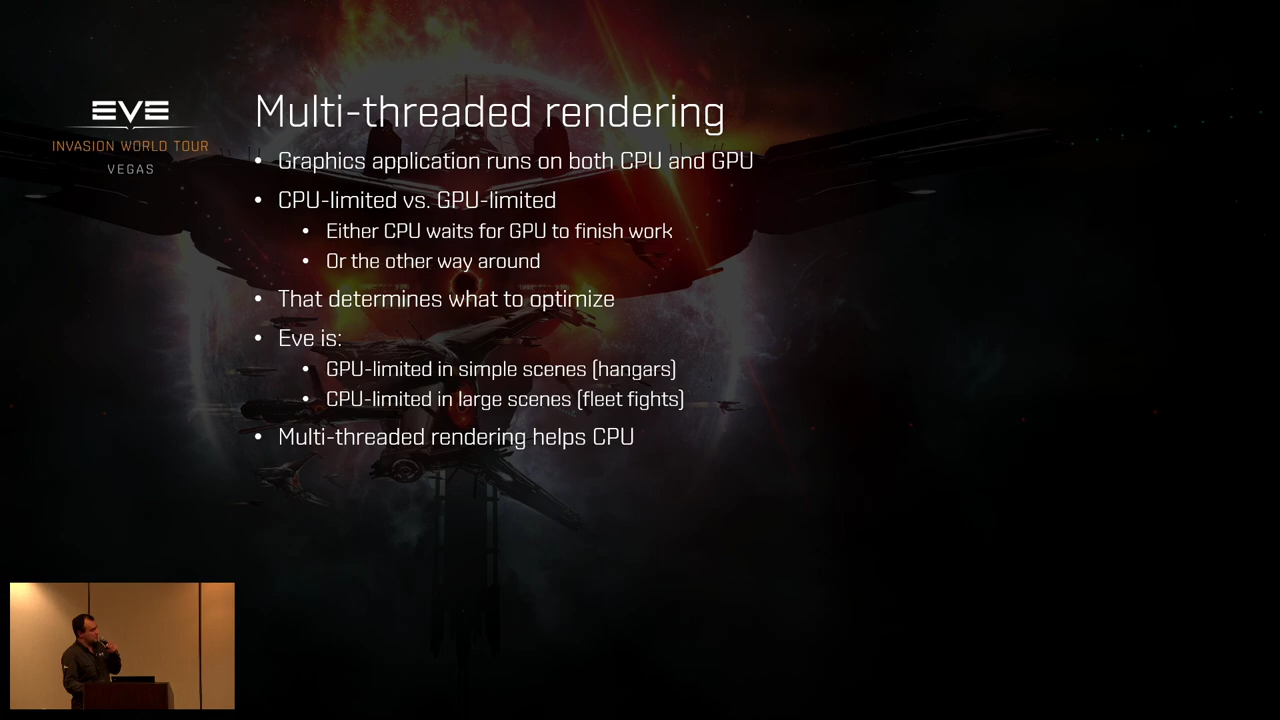 EVE
INVASION WORLD TOUR
VEGAS
Multi-threaded rendering
• Graphics application runs on both CPU and GPU
• CPU-limited vs. GPU-limited
• Either CPU waits for GPU to finish work
• Or the other way around
• That determines what to optimize
• Eve is:
• GPU-limited in simple scenes (hangars)
• CPU-limited in large scenes (fleet fights)
• Multi-threaded rendering helps CPU